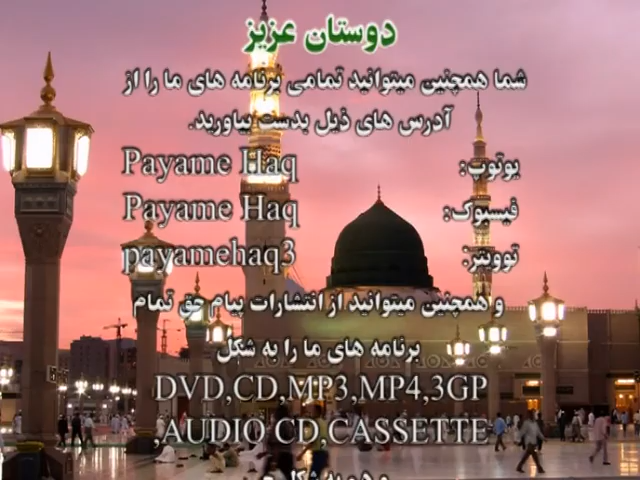 دوستان عزیز
شما همچنین میتوانید تمامی برنامه های ما را از
آدرس های ذیل بدست بیاورید.
یوتوپ: Payame Haq
فیسبوک: Payame Haq
توویتر: payamehaq3
و همچنین میتوانید از انتشارات پیام حق تمام
برنامه های ما را به شکل
DVD,CD,MP3,MP4,3GP
,AUDIO CD,CASSETTE